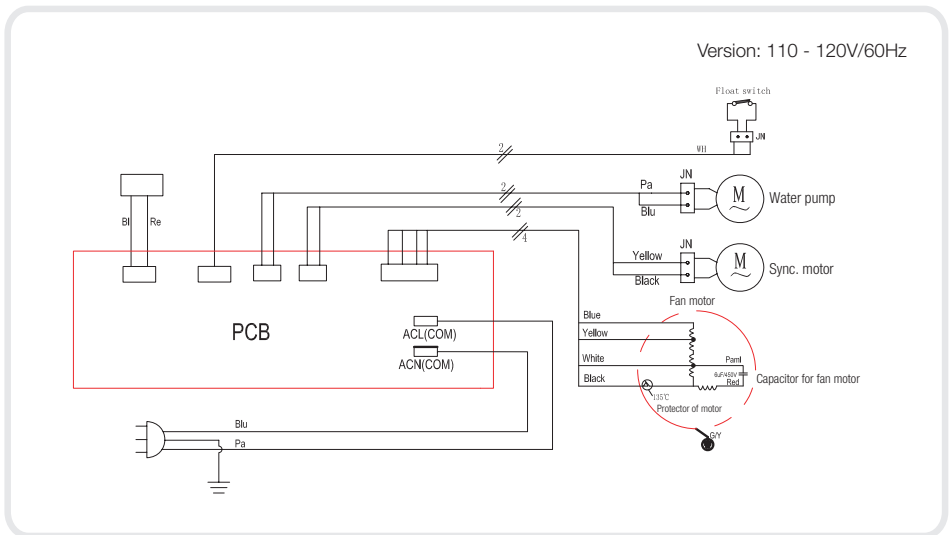 Version: 110 - 120V/60Hz
Float switch
JN
2
WH
2
Pa
JN
M
Water pump
Blu
2
Bl
Re
4
JN
Yellow
M
Sync. motor
Black
Fan motor
PCB
ACL(COM)
ACN(COM)
Blue
Yellow
White
Paml
6uF/450V
Red
Capacitor for fan motor
Black
135℃
Protector of motor
G/Y
Blu
Pa